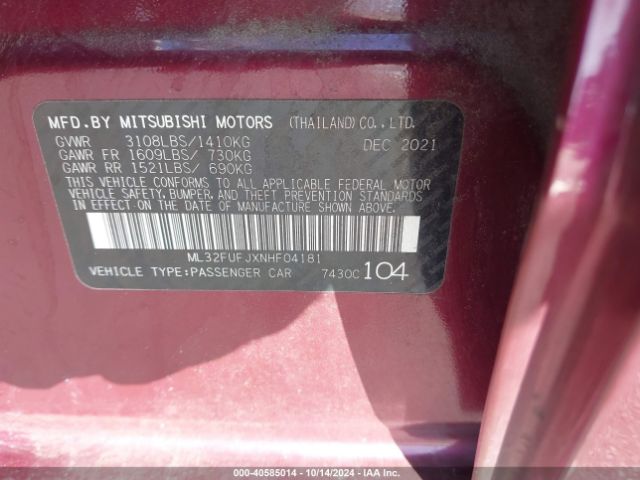 MFD.BY MITSUBISHI MOTORS (THAILAND)CO.,LTD.
GVWR 3108LBS/1410KG DEC 2021
GAWR FR 1609LBS/ 730KG
GAWR RR 1521LBS/ 690KG
THIS VEHICLE CONFORMS TO ALL APPLICABLE FEDERAL MOTOR
VEHICLE SAFETY,BUMPER,AND THEFT PREVENTION STANDARDS
IN EFFECT ON THE DATE OF MANUFACTURE SHOWN ABOVE.
ML32FUFJXNHF04181
VEHICLE TYPE:PASSENGER CAR 7430C 104
000-40585014 - 10/14/2024 - IAA Inc.